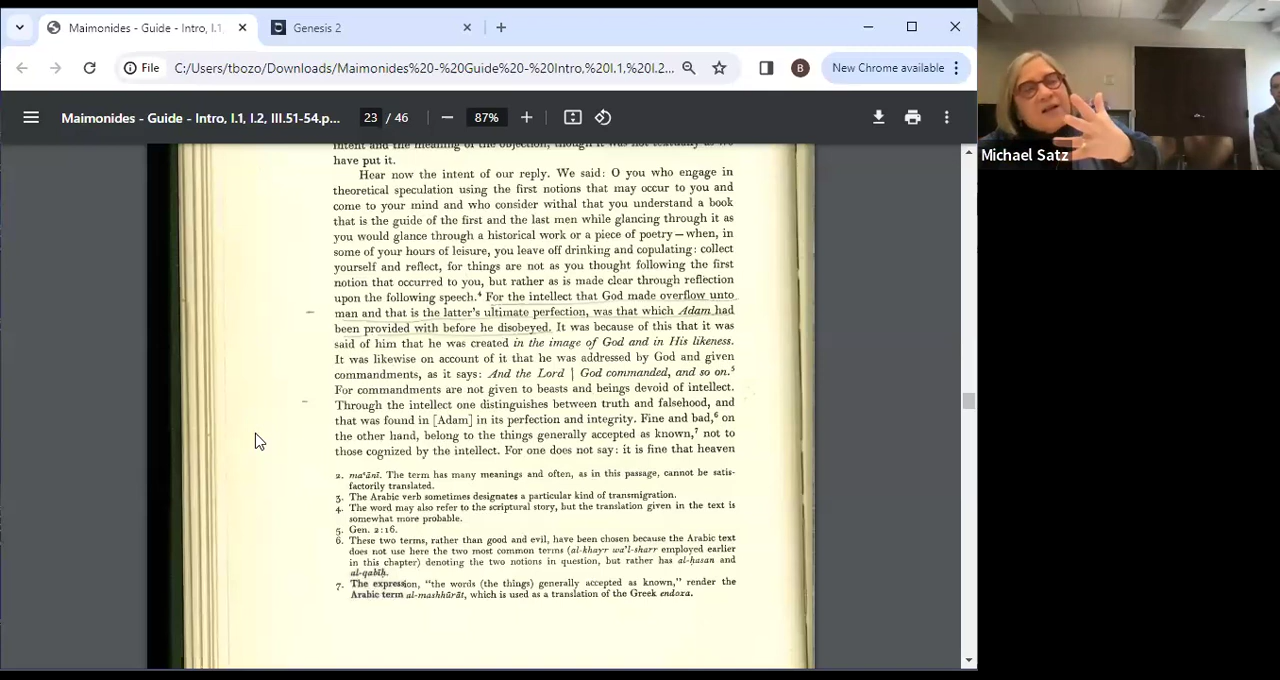 Maimonides - Guide - Intro, I.1,
Genesis 2
File
C:/Users/tbozo/Downloads/Maimonides%20-%20Guide%20-%20Intro,%20I.1,%20I.2...
B
New Chrome available
Maimonides - Guide - Intro, I.1, I.2, III.51-54.p...
23 / 46
87%
Michael Satz
intent and the meaning of the objection, though it was not textually as we
have put it.
Hear now the intent of our reply. We said: O you who engage in
theoretical speculation using the first notions that may occur to you and
come to your mind and who consider withal that you understand a book
that is the guide of the first and the last men while glancing through it as
you would glance through a historical work or a piece of poetry—when, in
some of your hours of leisure, you leave off drinking and copulating: collect
yourself and reflect, for things are not as you thought following the first
notion that occurred to you, but rather as is made clear through reflection
upon the following speech.⁴ For the intellect that God made overflow unto
man and that is the latter's ultimate perfection, was that which Adam had
been provided with before he disobeyed. It was because of this that it was
said of him that he was created in the image of God and in His likeness.
It was likewise on account of it that he was addressed by God and given
commandments, as it says: And the Lord | God commanded, and so on.⁵
For commandments are not given to beasts and beings devoid of intellect.
Through the intellect one distinguishes between truth and falsehood, and
that was found in [Adam] in its perfection and integrity. Fine and bad,⁶ on
the other hand, belong to the things generally accepted as known,⁷ not to
those cognized by the intellect. For one does not say: it is fine that heaven
2. ma'ānī. The term has many meanings and often, as in this passage, cannot be satis-
factorily translated.
3. The Arabic verb sometimes designates a particular kind of transmigration.
4. The word may also refer to the scriptural story, but the translation given in the text is
somewhat more probable.
5. Gen. 2:16.
6. These two terms, rather than good and evil, have been chosen because the Arabic text
does not use here the two most common terms (al-khayr wa'l-sharr employed earlier
in this chapter) denoting the two notions in question, but rather has al-ḥasan and
al-qabīḥ.
7. The expression, "the words (the things) generally accepted as known," render the
Arabic term al-mashhūrāt, which is used as a translation of the Greek endoxa.